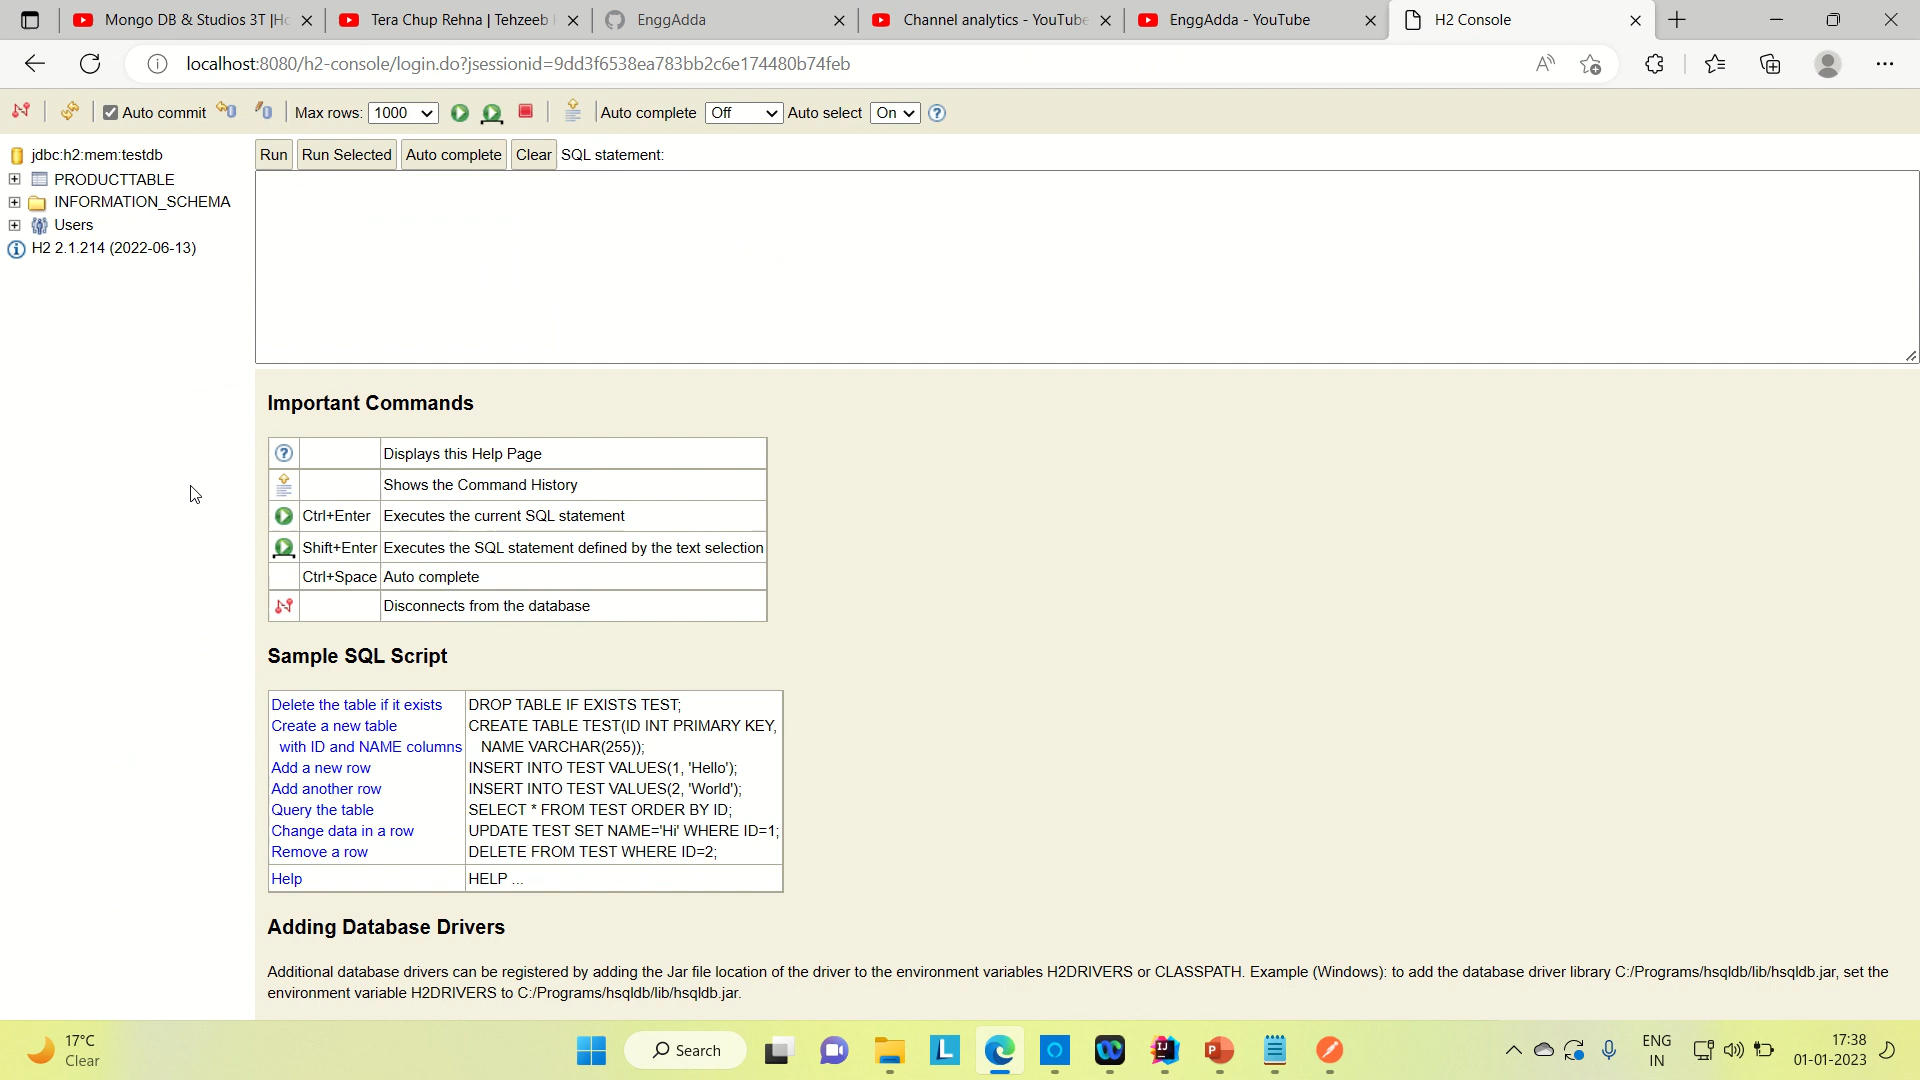 Mongo DB & Studios 3T |Ho
Tera Chup Rehna | Tehzeeb
EnggAdda
Channel analytics - YouTube
EnggAdda - YouTube
H2 Console
localhost:8080/h2-console/login.do?jsessionid=9dd3f6538ea783bb2c6e174480b74feb
Auto commit
Max rows: 1000
Auto complete Off
Auto select On
jdbc:h2:mem:testdb
PRODUCTTABLE
INFORMATION_SCHEMA
Users
H2 2.1.214 (2022-06-13)
Run Run Selected Auto complete Clear SQL statement:
Important Commands
Displays this Help Page
Shows the Command History
Ctrl+Enter Executes the current SQL statement
Shift+Enter Executes the SQL statement defined by the text selection
Ctrl+Space Auto complete
Disconnects from the database
Sample SQL Script
Delete the table if it exists DROP TABLE IF EXISTS TEST;
Create a new table CREATE TABLE TEST(ID INT PRIMARY KEY,
with ID and NAME columns NAME VARCHAR(255));
Add a new row INSERT INTO TEST VALUES(1, 'Hello');
Add another row INSERT INTO TEST VALUES(2, 'World');
Query the table SELECT * FROM TEST ORDER BY ID;
Change data in a row UPDATE TEST SET NAME='Hi' WHERE ID=1;
Remove a row DELETE FROM TEST WHERE ID=2;
Help HELP ...
Adding Database Drivers
Additional database drivers can be registered by adding the Jar file location of the driver to the environment variables H2DRIVERS or CLASSPATH. Example (Windows): to add the database driver library C:/Programs/hsqldb/lib/hsqldb.jar, set the
environment variable H2DRIVERS to C:/Programs/hsqldb/lib/hsqldb.jar.
17°C
Clear
Search
ENG
IN
17:38
01-01-2023